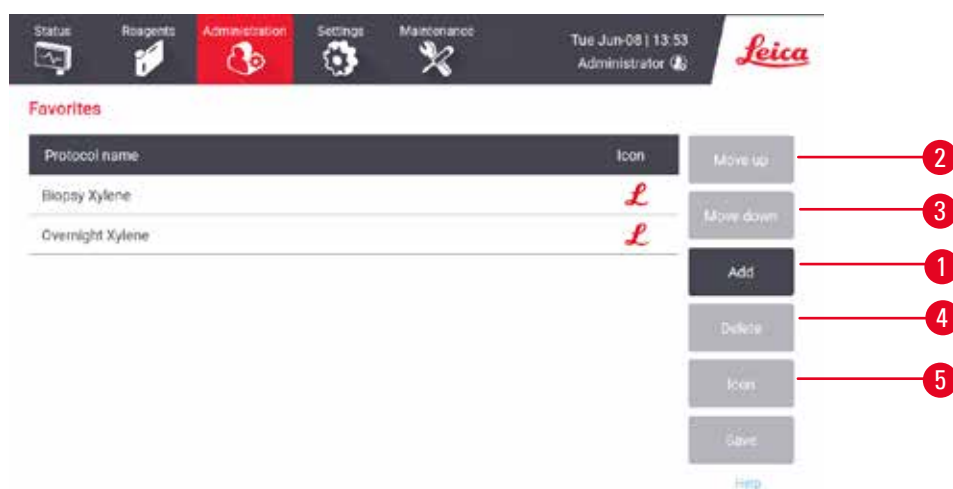 Status Reagents Administration Settings Maintenance
Tue Jun-08 | 13:53
Administrator
Leica
Favorites
Protocol name Icon
Biopsy Xylene L
Overnight Xylene L
Move up 2
Move down 3
Add 1
Delete 4
Icon 5
Save
Help